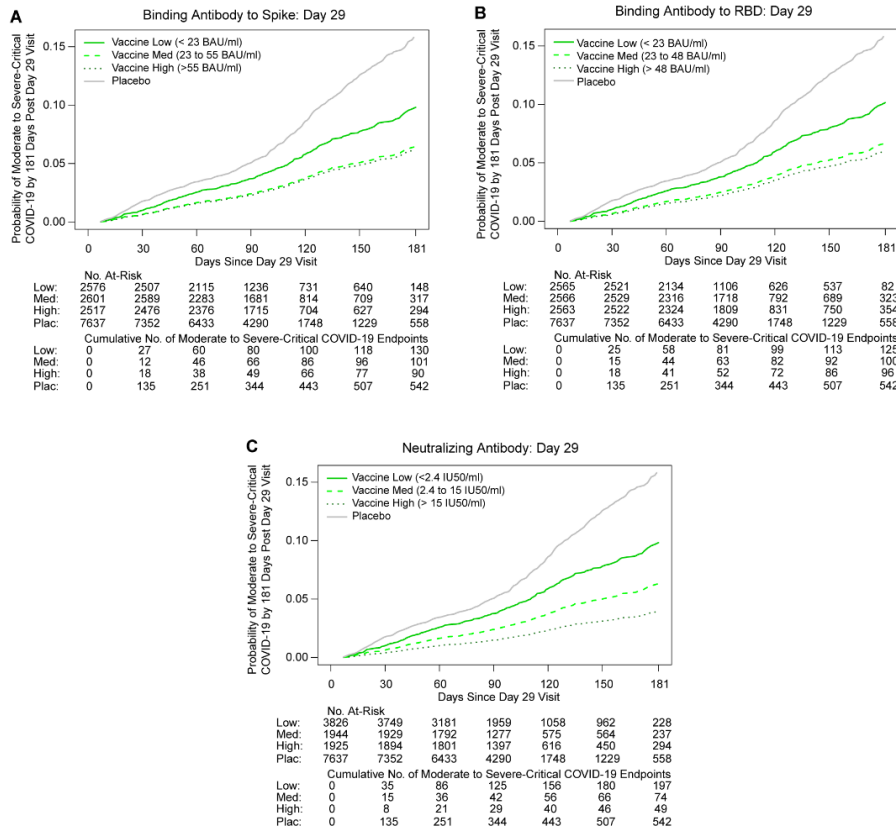 A
Binding Antibody to Spike: Day 29
Probability of Moderate to Severe-Critical
COVID-19 by 181 Days Post Day 29 Visit
0.15
0.10
0.05
0.00
Vaccine Low (< 23 BAU/ml)
Vaccine Med (23 to 55 BAU/ml)
Vaccine High (>55 BAU/ml)
Placebo
0 30 60 90 120 150 181
Days Since Day 29 Visit
No. At-Risk
Low: 2576 2507 2115 1236 731 640 148
Med: 2601 2589 2283 1681 814 709 317
High: 2517 2476 2376 1715 704 627 294
Plac: 7637 7352 6433 4290 1748 1229 558
Cumulative No. of Moderate to Severe-Critical COVID-19 Endpoints
Low: 0 27 60 80 100 118 130
Med: 0 12 46 66 86 96 101
High: 0 18 38 49 66 77 90
Plac: 0 135 251 344 443 507 542
B
Binding Antibody to RBD: Day 29
Probability of Moderate to Severe-Critical
COVID-19 by 181 Days Post Day 29 Visit
0.15
0.10
0.05
0.00
Vaccine Low (< 23 BAU/ml)
Vaccine Med (23 to 48 BAU/ml)
Vaccine High (> 48 BAU/ml)
Placebo
0 30 60 90 120 150 181
Days Since Day 29 Visit
No. At-Risk
Low: 2565 2521 2134 1106 626 537 82
Med: 2566 2529 2316 1718 792 689 323
High: 2563 2522 2324 1809 831 750 354
Plac: 7637 7352 6433 4290 1748 1229 558
Cumulative No. of Moderate to Severe-Critical COVID-19 Endpoints
Low: 0 25 58 81 99 113 125
Med: 0 15 44 63 82 92 100
High: 0 18 41 52 72 86 96
Plac: 0 135 251 344 443 507 542
C
Neutralizing Antibody: Day 29
Probability of Moderate to Severe-Critical
COVID-19 by 181 Days Post Day 29 Visit
0.15
0.10
0.05
0.00
Vaccine Low (<2.4 IU50/ml)
Vaccine Med (2.4 to 15 IU50/ml)
Vaccine High (> 15 IU50/ml)
Placebo
0 30 60 90 120 150 181
Days Since Day 29 Visit
No. At-Risk
Low: 3826 3749 3181 1959 1058 962 228
Med: 1944 1929 1792 1277 575 564 237
High: 1925 1894 1801 1397 616 450 294
Plac: 7637 7352 6433 4290 1748 1229 558
Cumulative No. of Moderate to Severe-Critical COVID-19 Endpoints
Low: 0 35 86 125 156 180 197
Med: 0 15 36 42 56 66 74
High: 0 8 21 29 40 46 49
Plac: 0 135 251 344 443 507 542